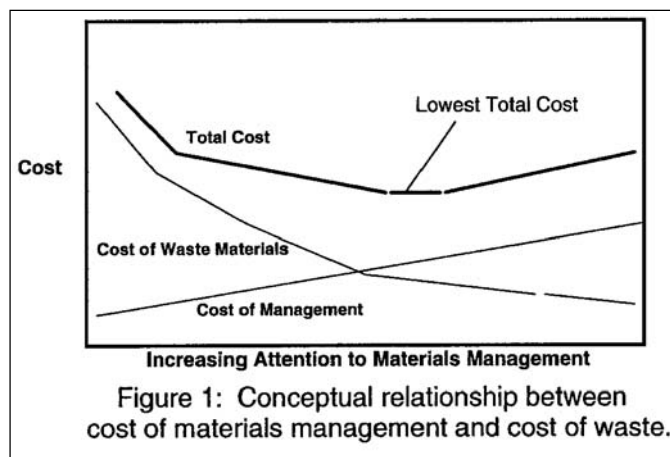 Lowest Total Cost
Total Cost
Cost
Cost of Waste Materials
Cost of Management
Increasing Attention to Materials Management
Figure 1: Conceptual relationship between
cost of materials management and cost of waste.